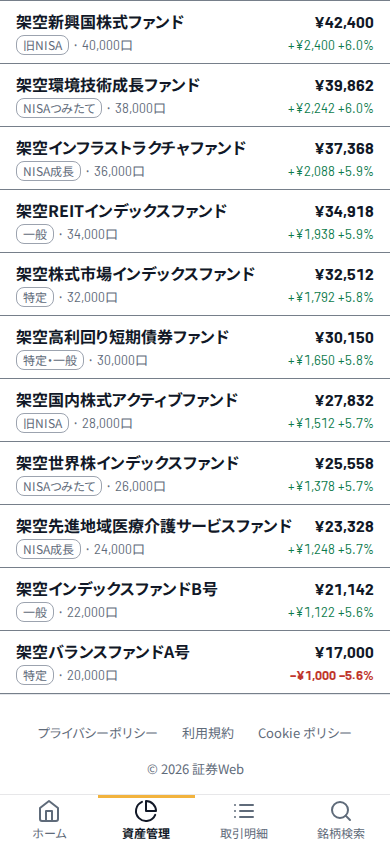 架空新興国株式ファンド ¥42,400
旧NISA · 40,000口 +¥2,400 +6.0%
架空環境技術成長ファンド ¥39,862
NISAつみたて · 38,000口 +¥2,242 +6.0%
架空インフラストラクチャファンド ¥37,368
NISA成長 · 36,000口 +¥2,088 +5.9%
架空REITインデックスファンド ¥34,918
一般 · 34,000口 +¥1,938 +5.9%
架空株式市場インデックスファンド ¥32,512
特定 · 32,000口 +¥1,792 +5.8%
架空高利回り短期債券ファンド ¥30,150
特定・一般 · 30,000口 +¥1,650 +5.8%
架空国内株式アクティブファンド ¥27,832
旧NISA · 28,000口 +¥1,512 +5.7%
架空世界株インデックスファンド ¥25,558
NISAつみたて · 26,000口 +¥1,378 +5.7%
架空先進地域医療介護サービスファンド ¥23,328
NISA成長 · 24,000口 +¥1,248 +5.7%
架空インデックスファンドB号 ¥21,142
一般 · 22,000口 +¥1,122 +5.6%
架空バランスファンドA号 ¥17,000
特定 · 20,000口 −¥1,000 −5.6%
プライバシーポリシー 利用規約 Cookie ポリシー
© 2026 証券Web
ホーム 資産管理 取引明細 銘柄検索